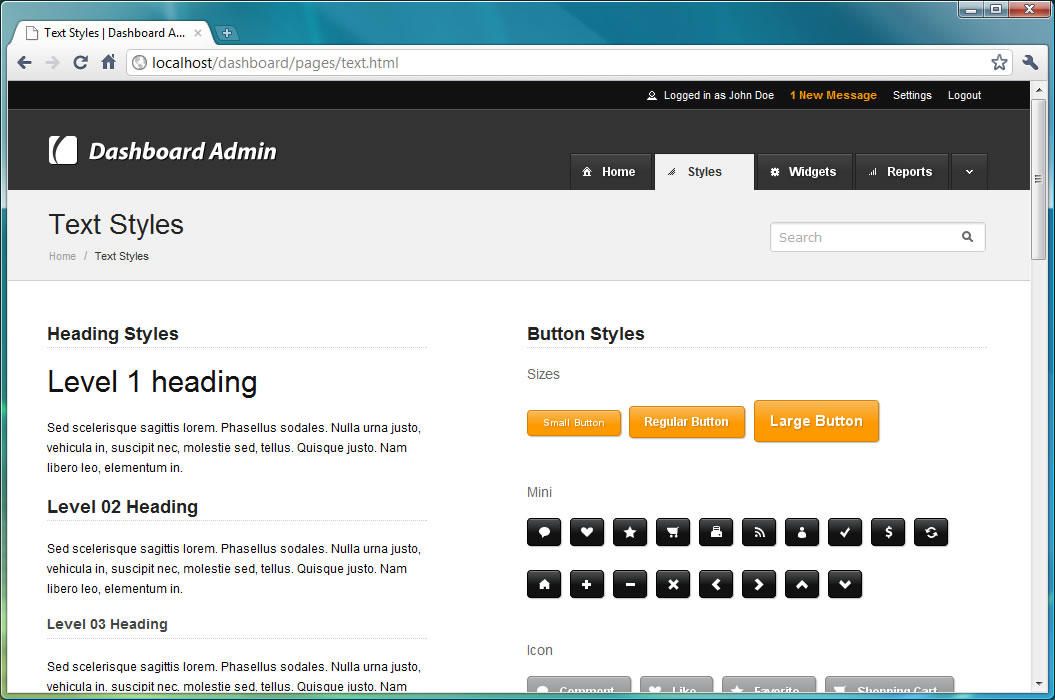 Text Styles | Dashboard A...
localhost/dashboard/pages/text.html
Logged in as John Doe 1 New Message Settings Logout
Dashboard Admin
Home Styles Widgets Reports
Text Styles
Home / Text Styles
Search
Heading Styles
Level 1 heading
Sed scelerisque sagittis lorem. Phasellus sodales. Nulla urna justo,
vehicula in, suscipit nec, molestie sed, tellus. Quisque justo. Nam
libero leo, elementum in.
Level 02 Heading
Sed scelerisque sagittis lorem. Phasellus sodales. Nulla urna justo,
vehicula in, suscipit nec, molestie sed, tellus. Quisque justo. Nam
libero leo, elementum in.
Level 03 Heading
Sed scelerisque sagittis lorem. Phasellus sodales. Nulla urna justo,
vehicula in, suscipit nec, molestie sed, tellus. Quisque justo. Nam
Button Styles
Sizes
Small Button Regular Button Large Button
Mini
$
Icon
Comment Like Favorite Shopping Cart